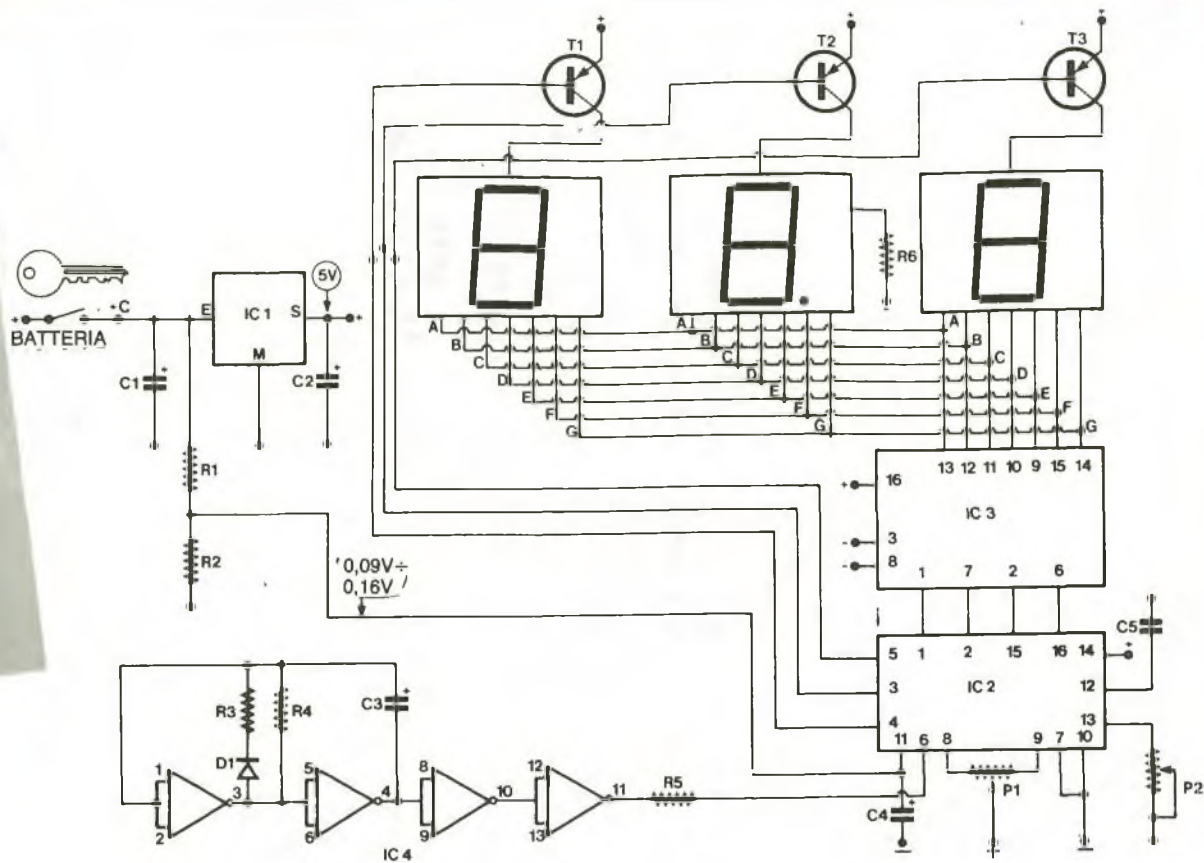 T1
T2
T3
R6
5V
+C
E
IC 1
S
BATTERIA
M
C1
C2
A
B
C
D
E
F
G
A
B
C
D
E
F
G
A
B
C
D
E
F
G
R1
R2
13 12 11 10 9 15 14
16
IC 3
3
8
1 7 2 6
0,09V÷
0,16V
C5
5 1 2 15 16 14
3
IC 2
12
4
13
11 6 8 9 7 10
R3
R4
C3
D1
P1
P2
C4
R5
1
2
3
5
6
4
8
9
10
12
13
11
IC 4